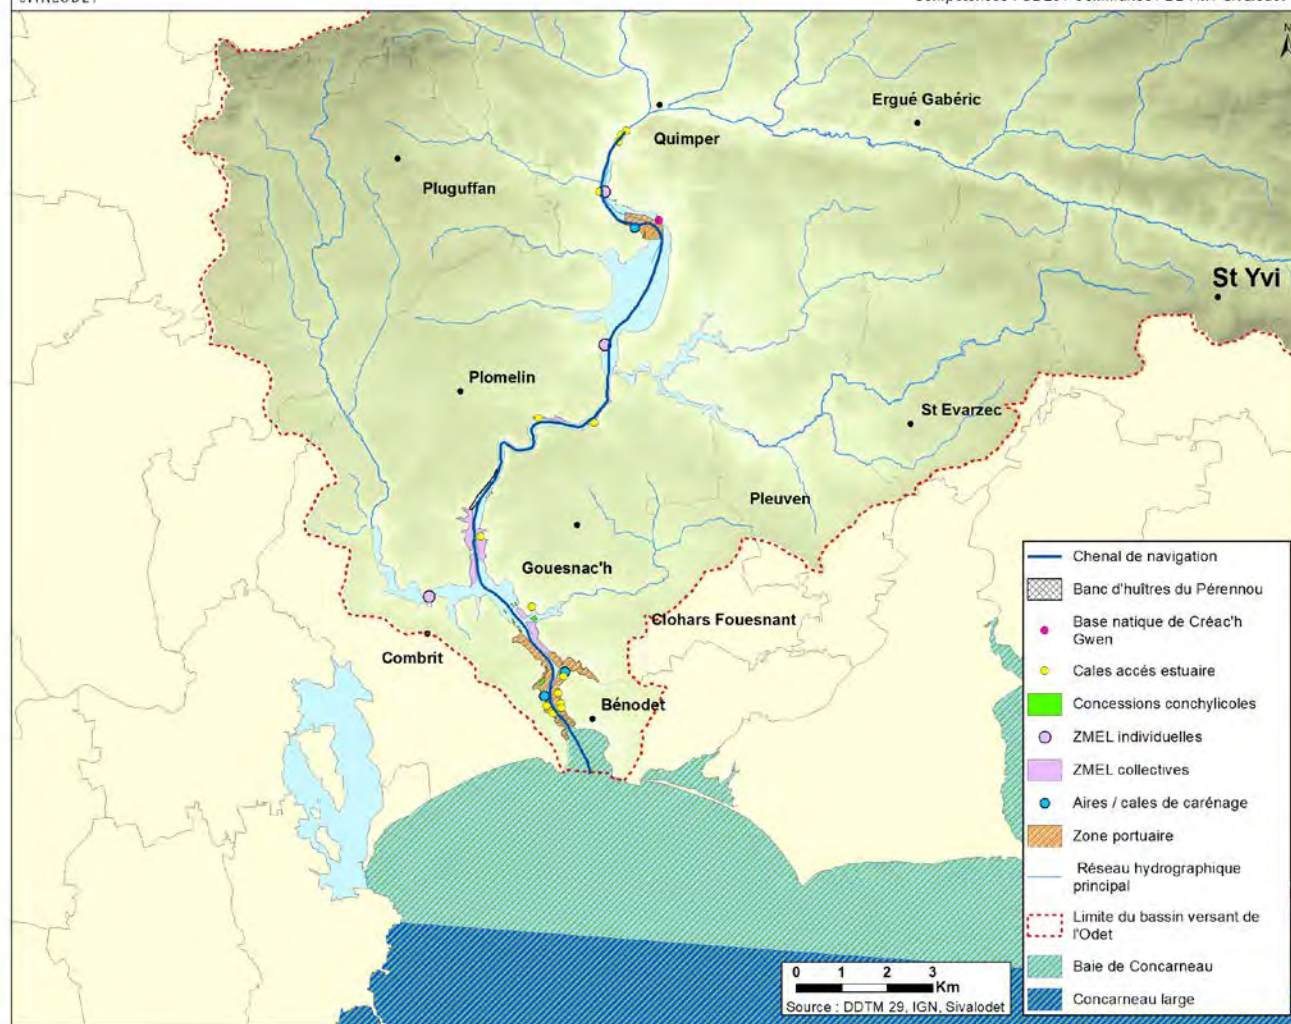 N
Ergué Gabéric
Quimper
Pluguffan
St Yvi
Plomelin
St Evarzec
Pleuven
Gouesnac'h
Clohars Fouesnant
Combrit
Bénodet
Chenal de navigation
Banc d'huîtres du Pérennou
Base natique de Créac'h
Gwen
Cales accés estuaire
Concessions conchylicoles
ZMEL individuelles
ZMEL collectives
Aires / cales de carénage
Zone portuaire
Réseau hydrographique
principal
Limite du bassin versant de
l'Odet
Baie de Concarneau
Concarneau large
0 1 2 3
Km
Source : DDTM 29, IGN, Sivalodet